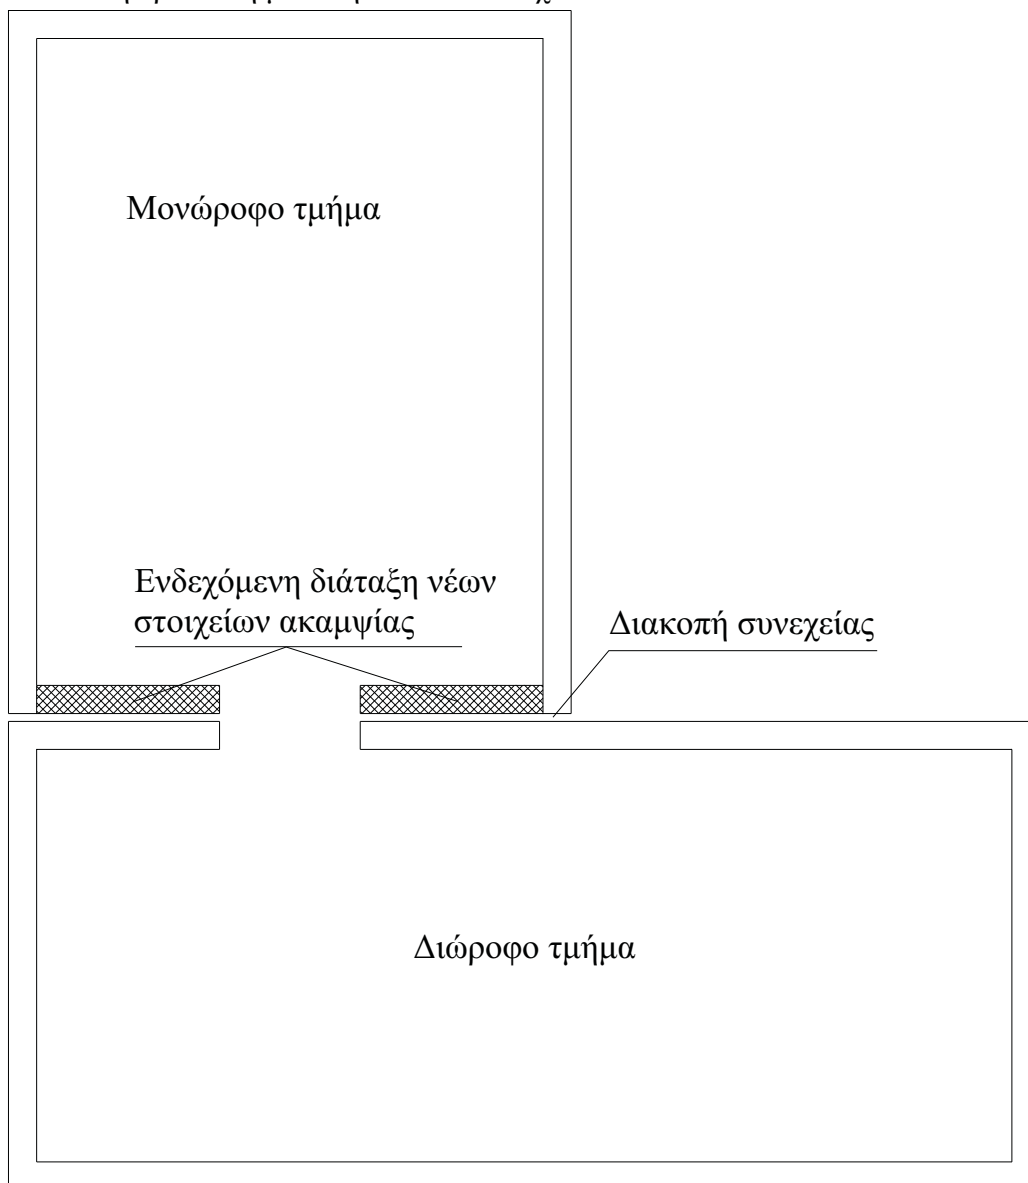 Μονώροφο τμήμα
Ενδεχόμενη διάταξη νέων
στοιχείων ακαμψίας
Διακοπή συνεχείας
Διώροφο τμήμα